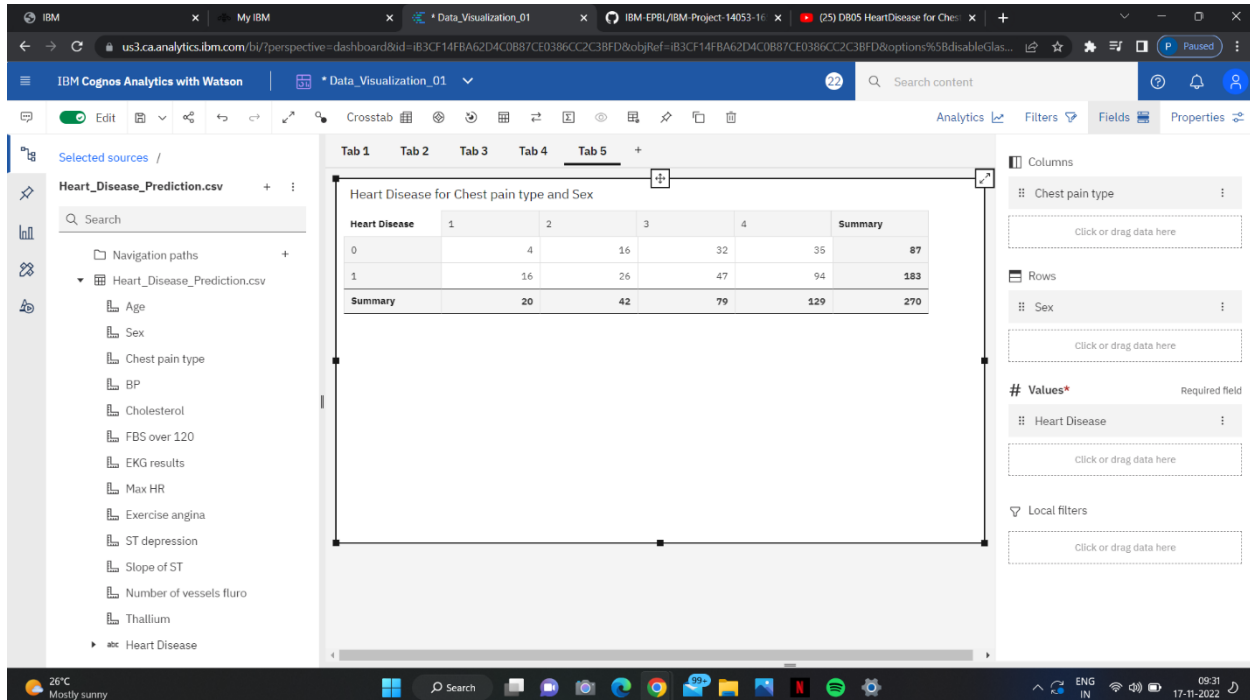 IBM
My IBM
* Data_Visualization_01
IBM-EPBL/IBM-Project-14053-16
(25) DB05 HeartDisease for Chest
us3.ca.analytics.ibm.com/bi/?perspective=dashboard&id=iB3CF14FBA62D4C0B87CE0386CC2C3BFD&objRef=iB3CF14FBA62D4C0B87CE0386CC2C3BFD&options%5BdisableGlas...
P Paused
IBM Cognos Analytics with Watson
31
* Data_Visualization_01
22
Search content
Edit
Crosstab
Analytics
Filters
Fields
Properties
Selected sources /
Heart_Disease_Prediction.csv
Search
Navigation paths
Heart_Disease_Prediction.csv
Age
Sex
Chest pain type
BP
Cholesterol
FBS over 120
EKG results
Max HR
Exercise angina
ST depression
Slope of ST
Number of vessels fluro
Thallium
abc Heart Disease
Tab 1 Tab 2 Tab 3 Tab 4 Tab 5 +
Heart Disease for Chest pain type and Sex
Heart Disease 1 2 3 4 Summary
0 4 16 32 35 87
1 16 26 47 94 183
Summary 20 42 79 129 270
Columns
Chest pain type
Click or drag data here
Rows
Sex
Click or drag data here
# Values* Required field
Heart Disease
Click or drag data here
Local filters
Click or drag data here
26°C
Mostly sunny
Search
99+
N
ENG
IN
09:31
17-11-2022